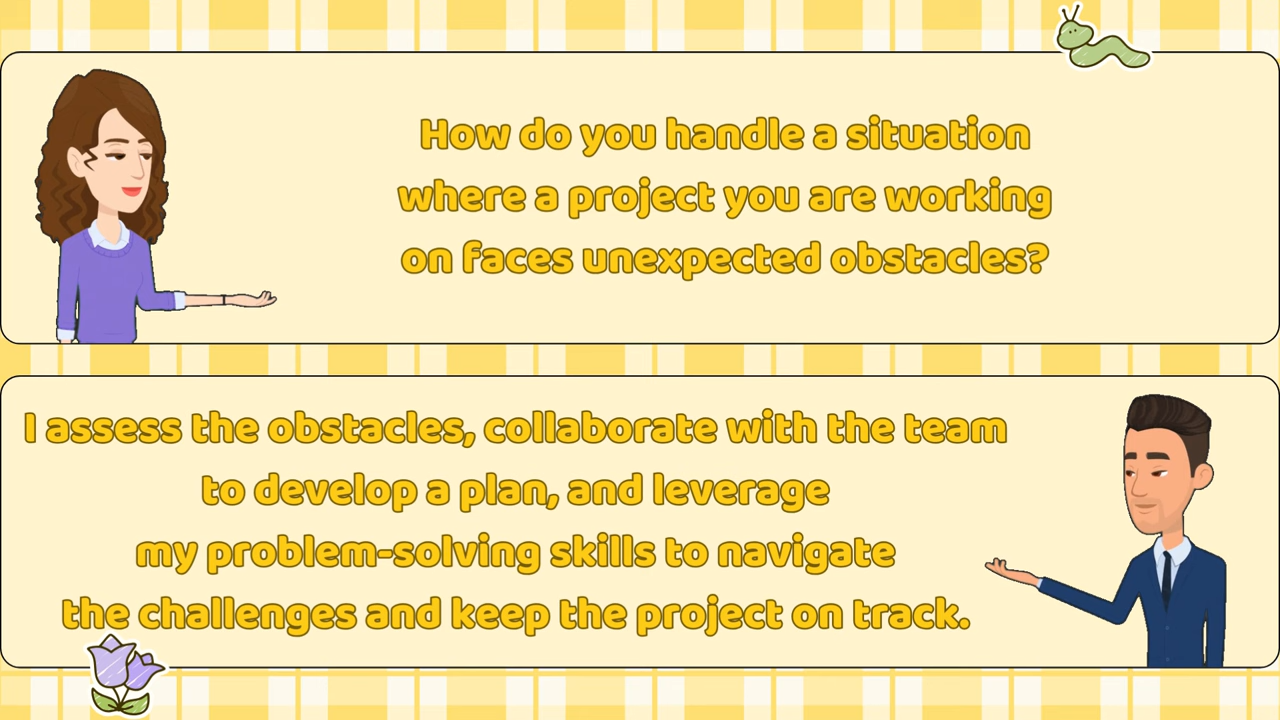 How do you handle a situation
where a project you are working
on faces unexpected obstacles?
I assess the obstacles, collaborate with the team
to develop a plan, and leverage
my problem-solving skills to navigate
the challenges and keep the project on track.